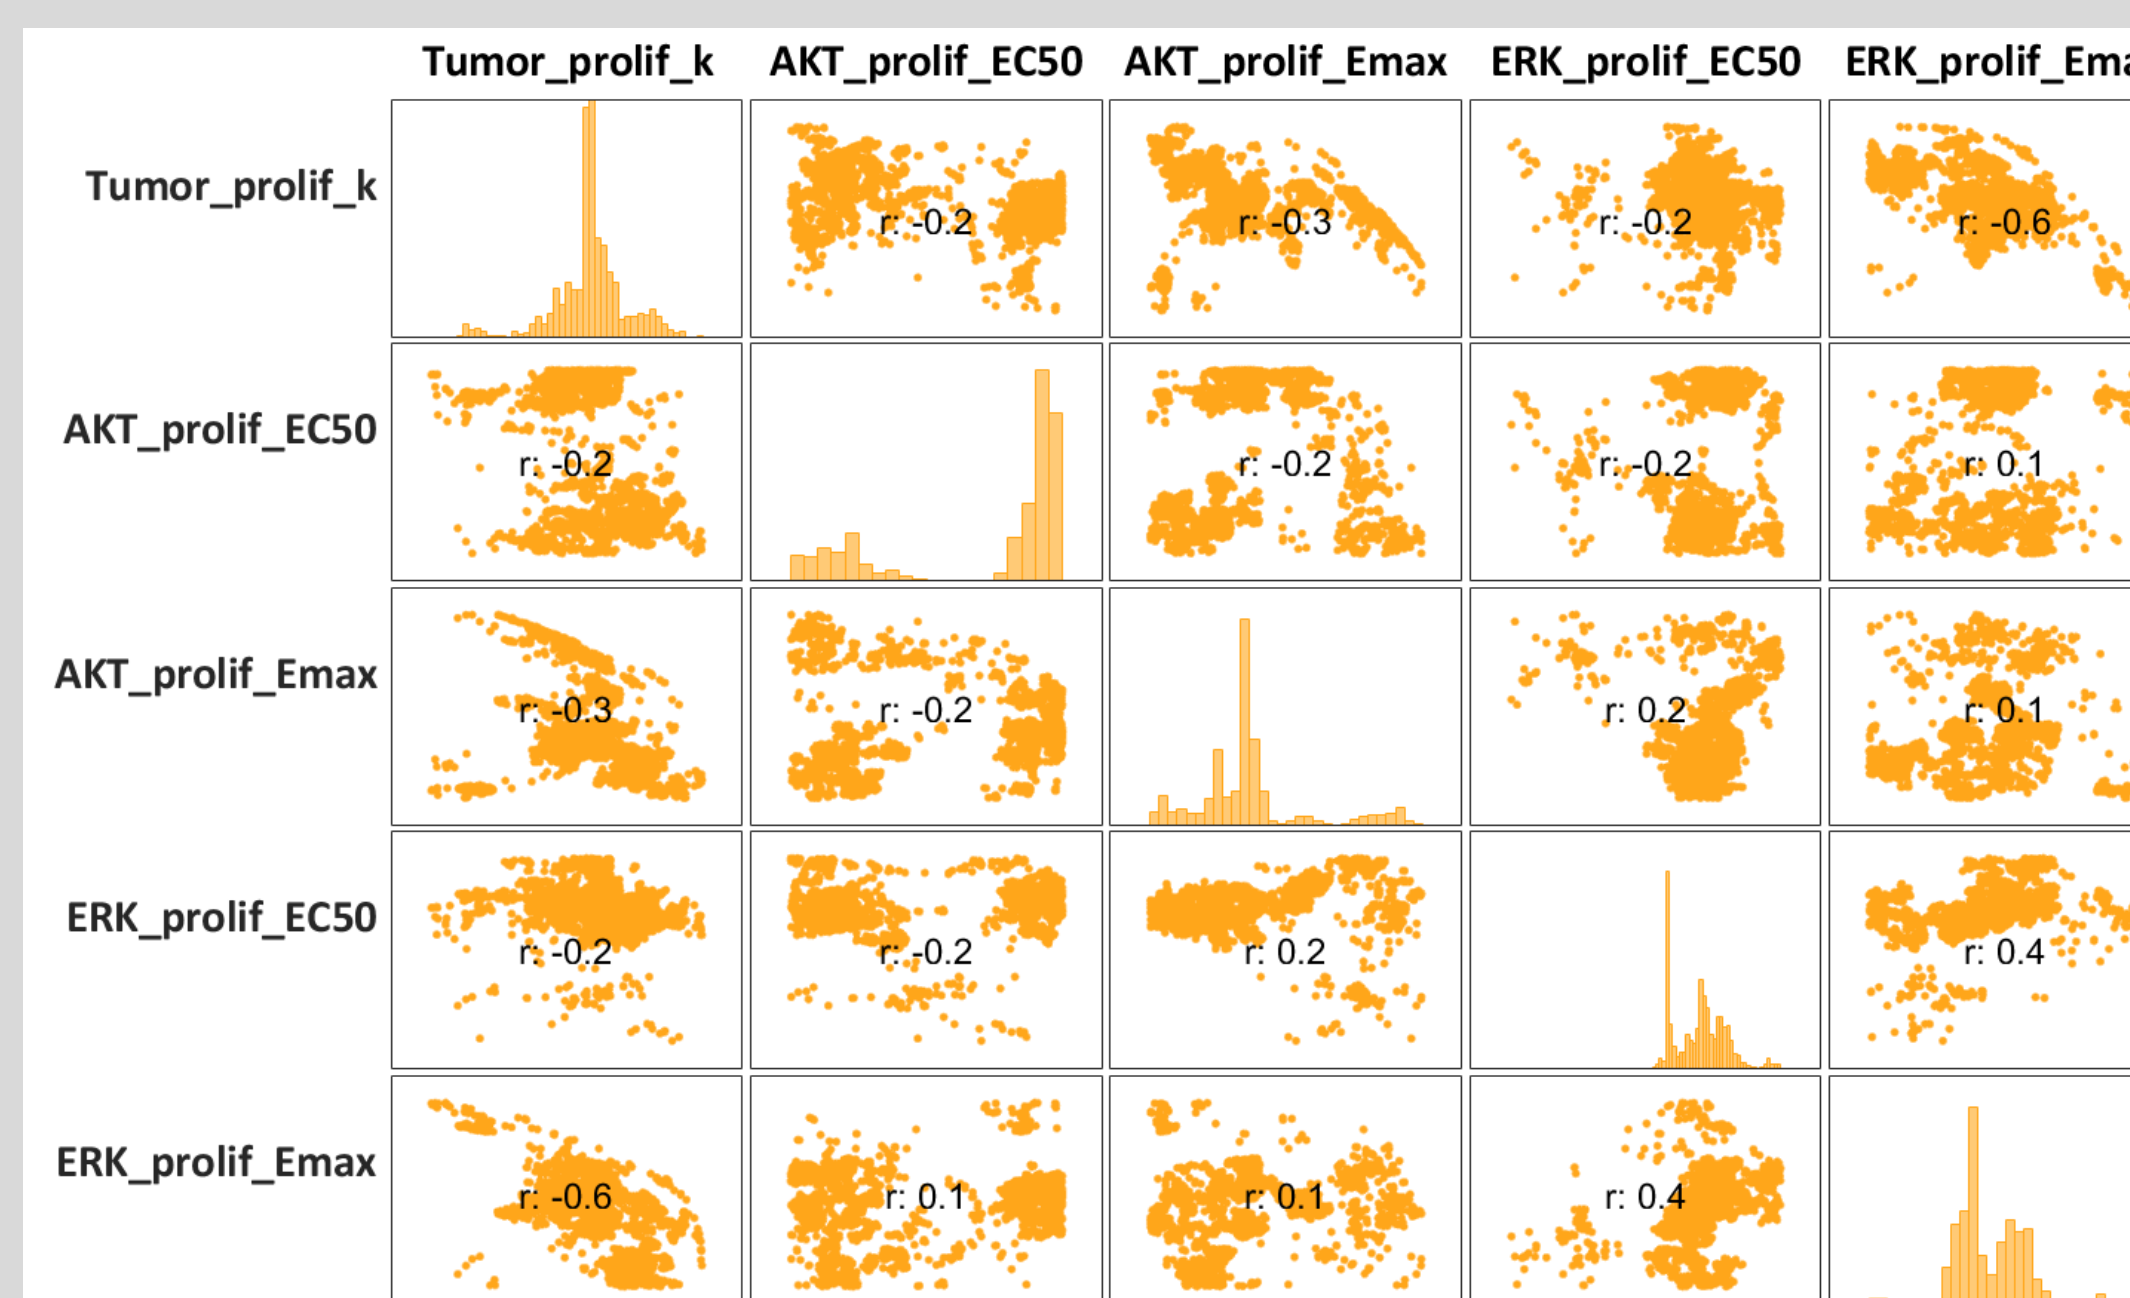 Tumor_prolif_k AKT_prolif_EC50 AKT_prolif_Emax ERK_prolif_EC50 ERK_prolif_Ema
Tumor_prolif_k
r: -0.2 r: -0.3 r: -0.2 r: -0.6
AKT_prolif_EC50
r: -0.2 r: -0.2 r: -0.2 r: 0.1
AKT_prolif_Emax
r: -0.3 r: -0.2 r: 0.2 r: 0.1
ERK_prolif_EC50
r: -0.2 r: -0.2 r: 0.2 r: 0.4
ERK_prolif_Emax
r: -0.6 r: 0.1 r: 0.1 r: 0.4